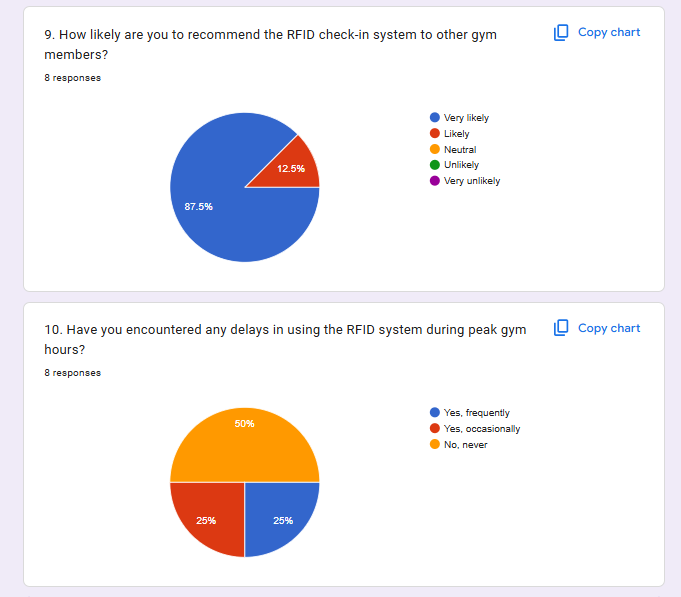 9. How likely are you to recommend the RFID check-in system to other gym
members?
Copy chart
8 responses
87.5%
12.5%
Very likely
Likely
Neutral
Unlikely
Very unlikely
10. Have you encountered any delays in using the RFID system during peak gym
hours?
Copy chart
8 responses
50%
25%
25%
Yes, frequently
Yes, occasionally
No, never